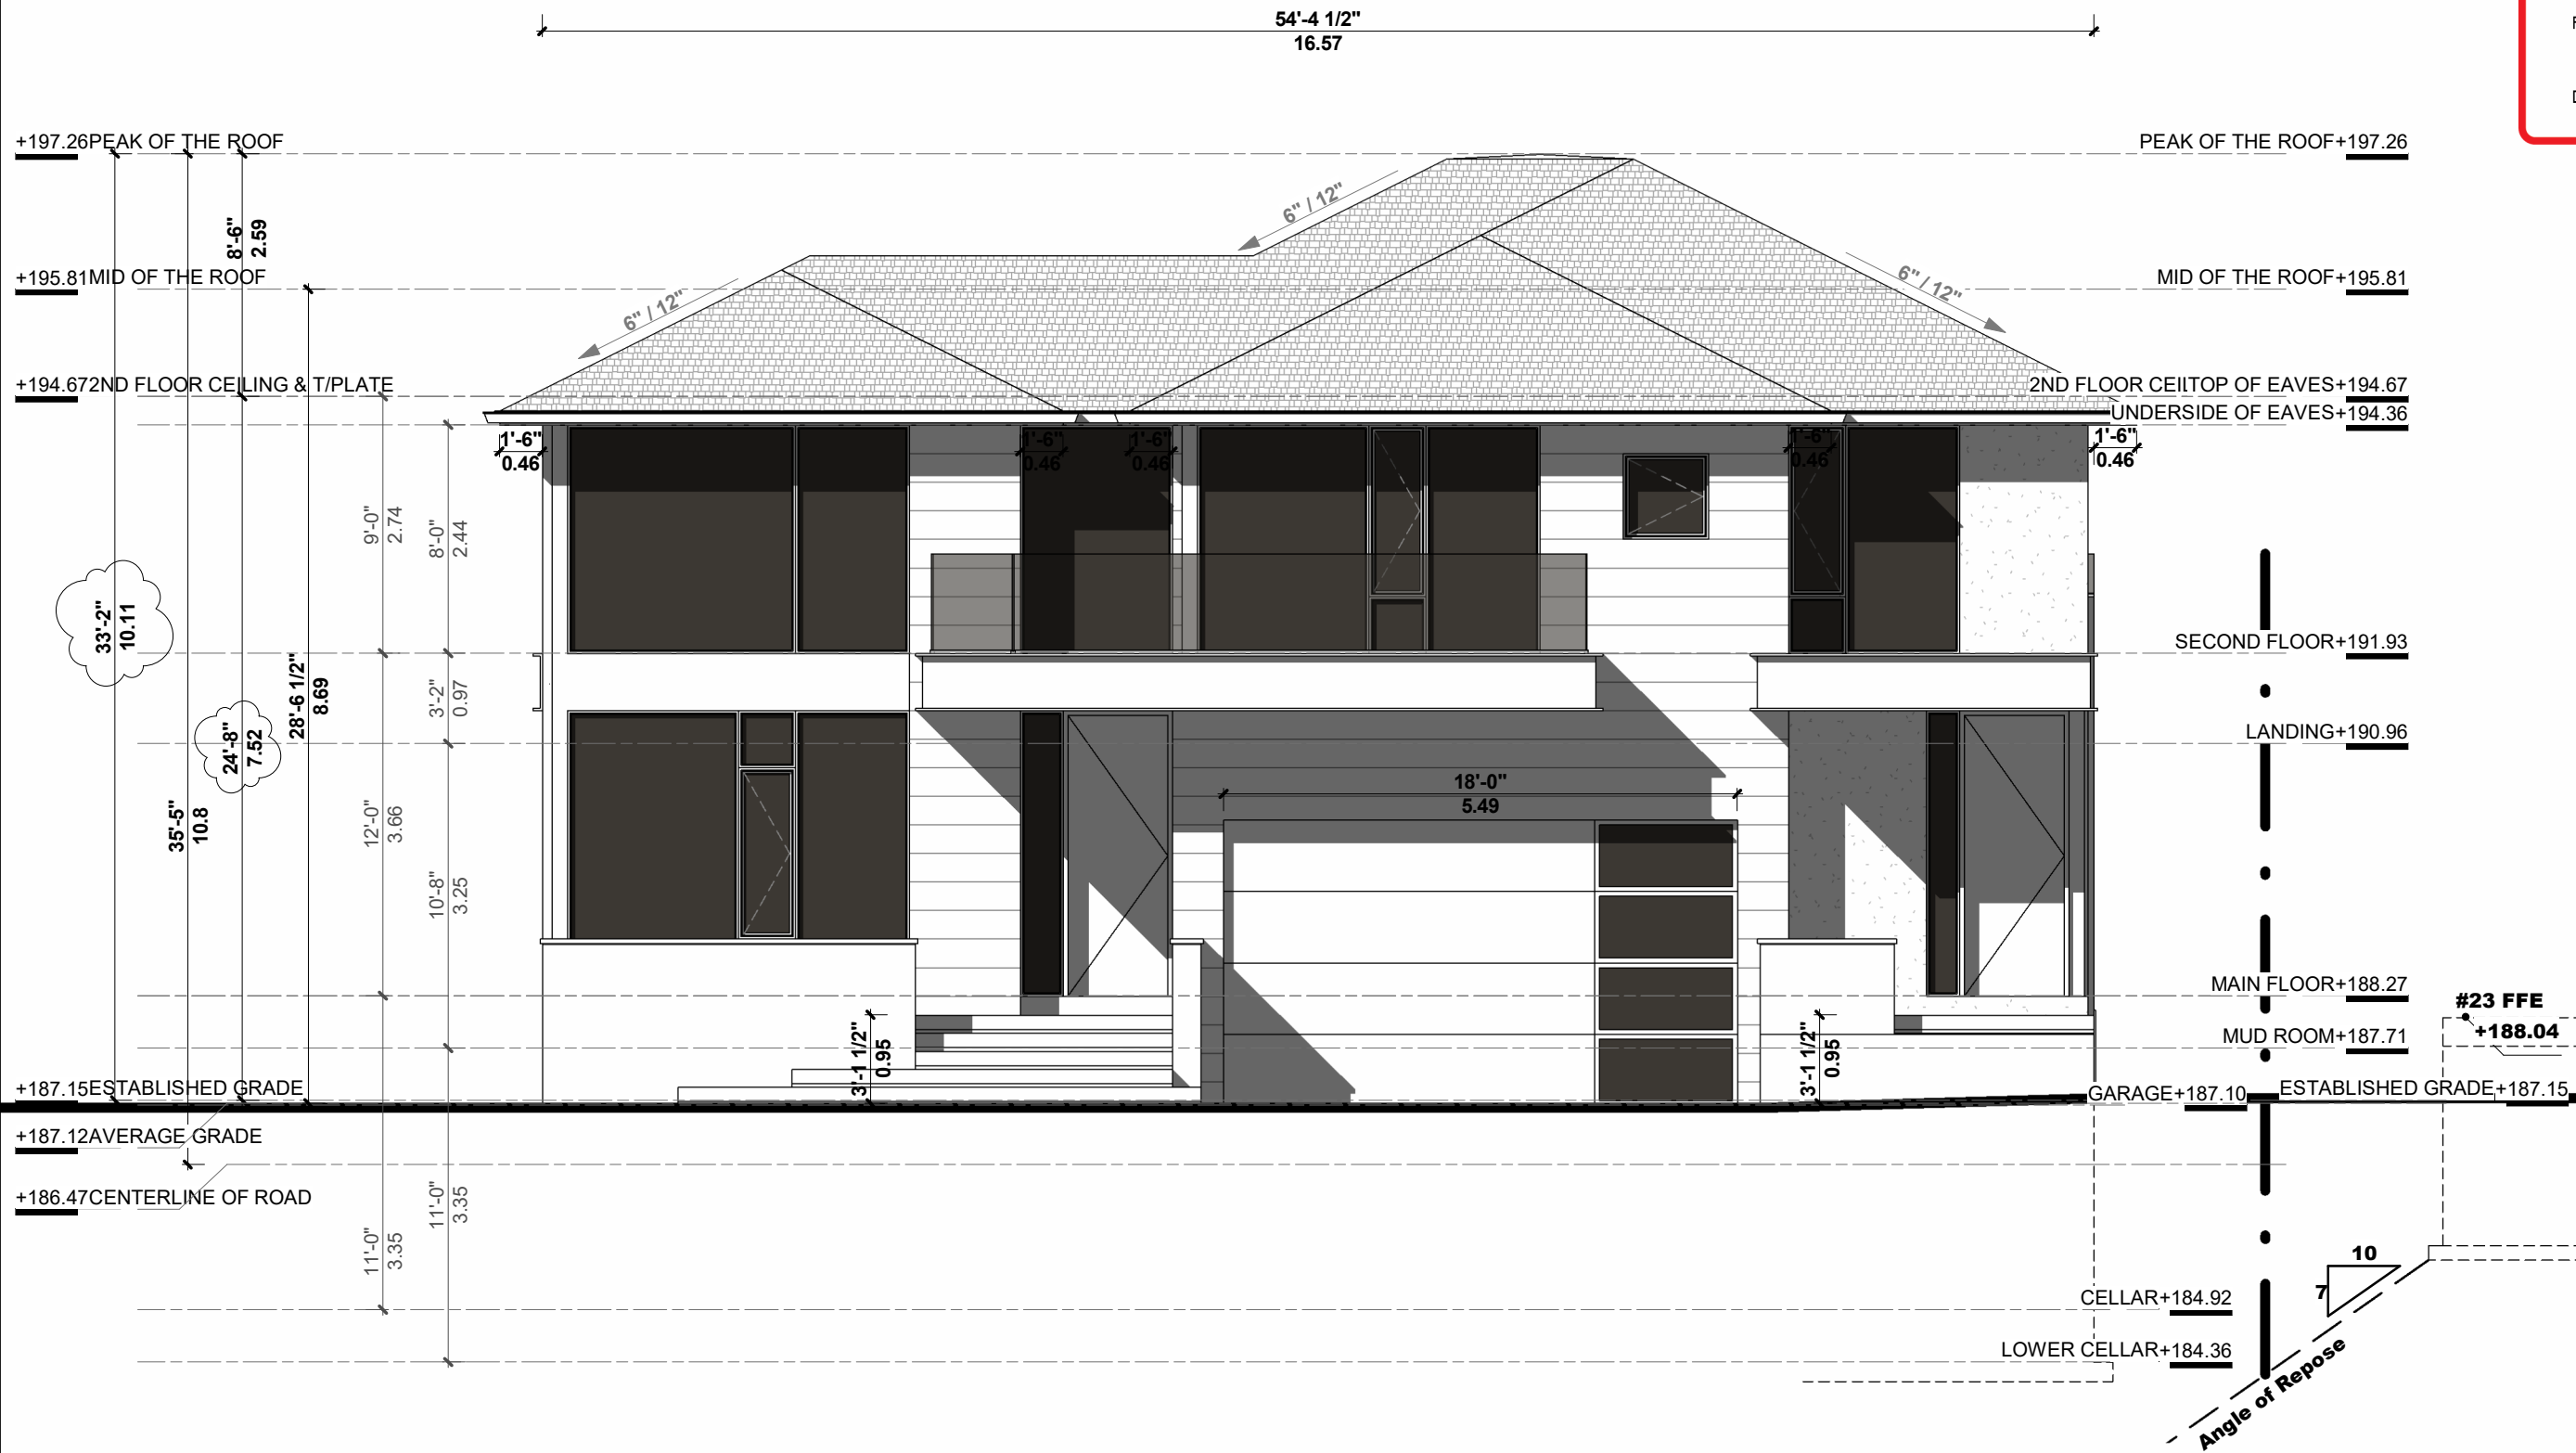 54'-4 1/2"
16.57
+197.26PEAK OF THE ROOF
PEAK OF THE ROOF+197.26
8'-6"
2.59
6" / 12"
+195.81MID OF THE ROOF
MID OF THE ROOF+195.81
6" / 12"
6" / 12"
+194.672ND FLOOR CEILING & T/PLATE
2ND FLOOR CEILTOP OF EAVES+194.67
UNDERSIDE OF EAVES+194.36
1'-6"
0.46
1'-6"
0.46
1'-6"
0.46
1'-6"
0.46
1'-6"
0.46
9'-0"
2.74
8'-0"
2.44
33'-2"
10.11
SECOND FLOOR+191.93
28'-6 1/2"
8.69
3'-2"
0.97
24'-8"
7.52
LANDING+190.96
18'-0"
5.49
35'-5"
10.8
12'-0"
3.66
10'-8"
3.25
MAIN FLOOR+188.27
#23 FFE
+188.04
MUD ROOM+187.71
3'-1 1/2"
0.95
3'-1 1/2"
0.95
+187.15ESTABLISHED GRADE
GARAGE+187.10
ESTABLISHED GRADE+187.15
+187.12AVERAGE GRADE
+186.47CENTERLINE OF ROAD
11'-0"
3.35
11'-0"
3.35
10
7
CELLAR+184.92
LOWER CELLAR+184.36
Angle of Repose